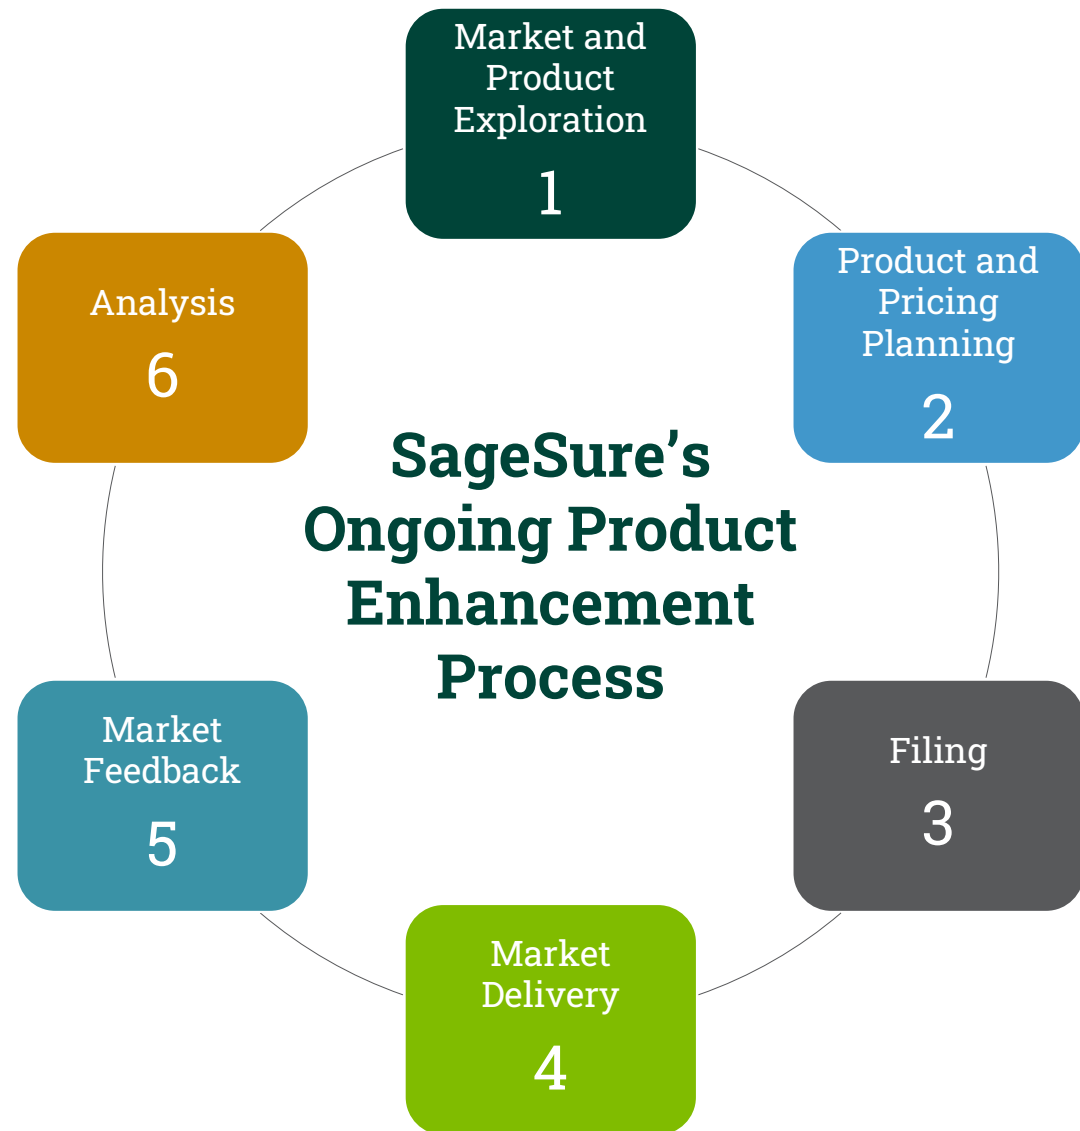 Market and
Product
Exploration
1
Product and
Pricing
Planning
2
Filing
3
Market
Delivery
4
Market
Feedback
5
Analysis
6
SageSure’s
Ongoing Product
Enhancement
Process